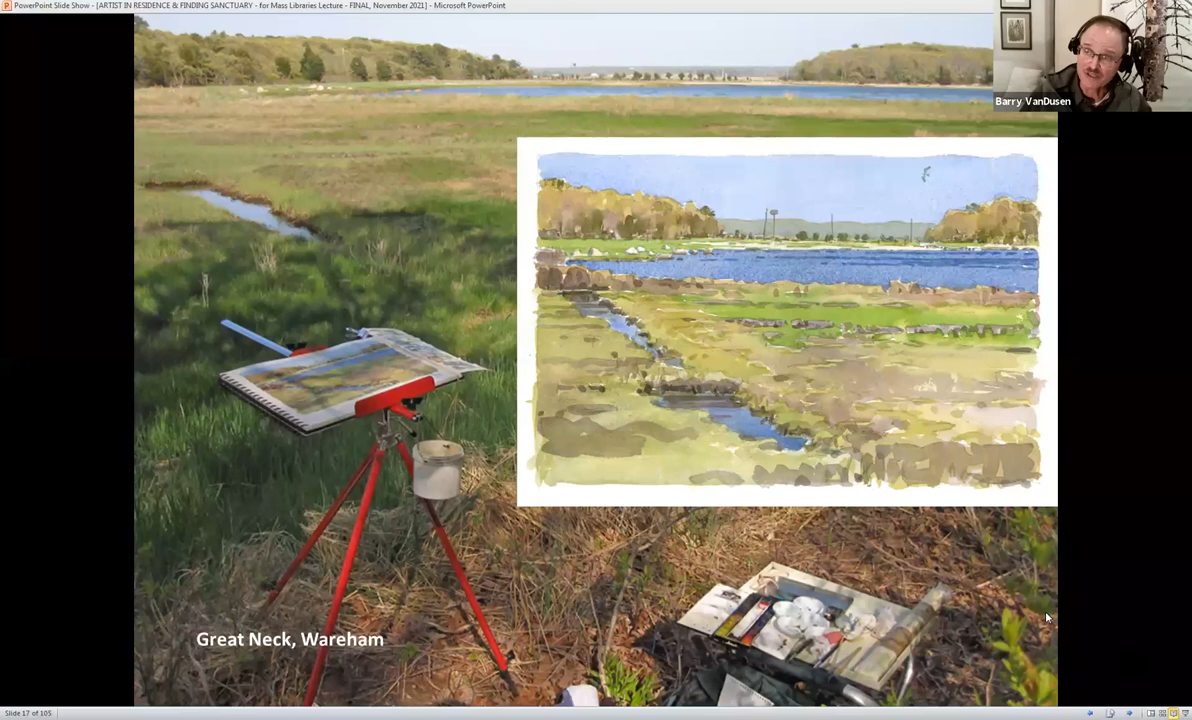 PowerPoint Slide Show - [ARTIST IN RESIDENCE & FINDING SANCTUARY - for Mass Libraries Lecture - FINAL, November 2021] - Microsoft PowerPoint
Barry VanDusen
Great Neck, Wareham
Slide 17 of 105